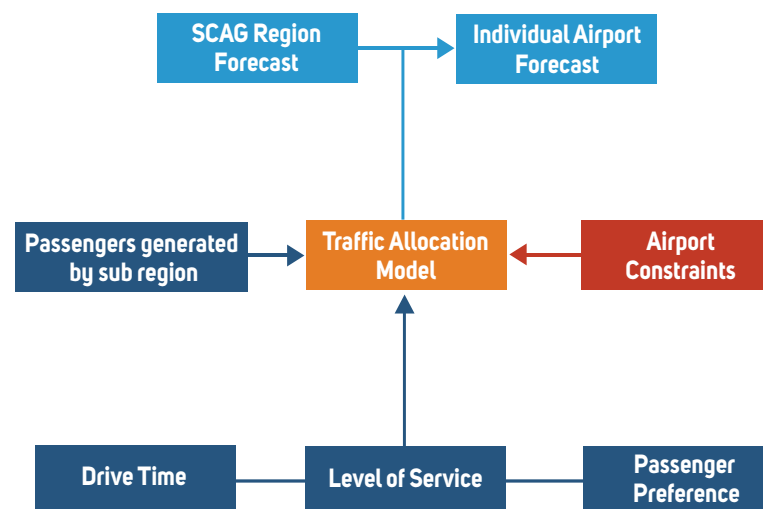 SCAG Region
Forecast
Individual Airport
Forecast
Passengers generated
by sub region
Traffic Allocation
Model
Airport
Constraints
Drive Time
Level of Service
Passenger
Preference